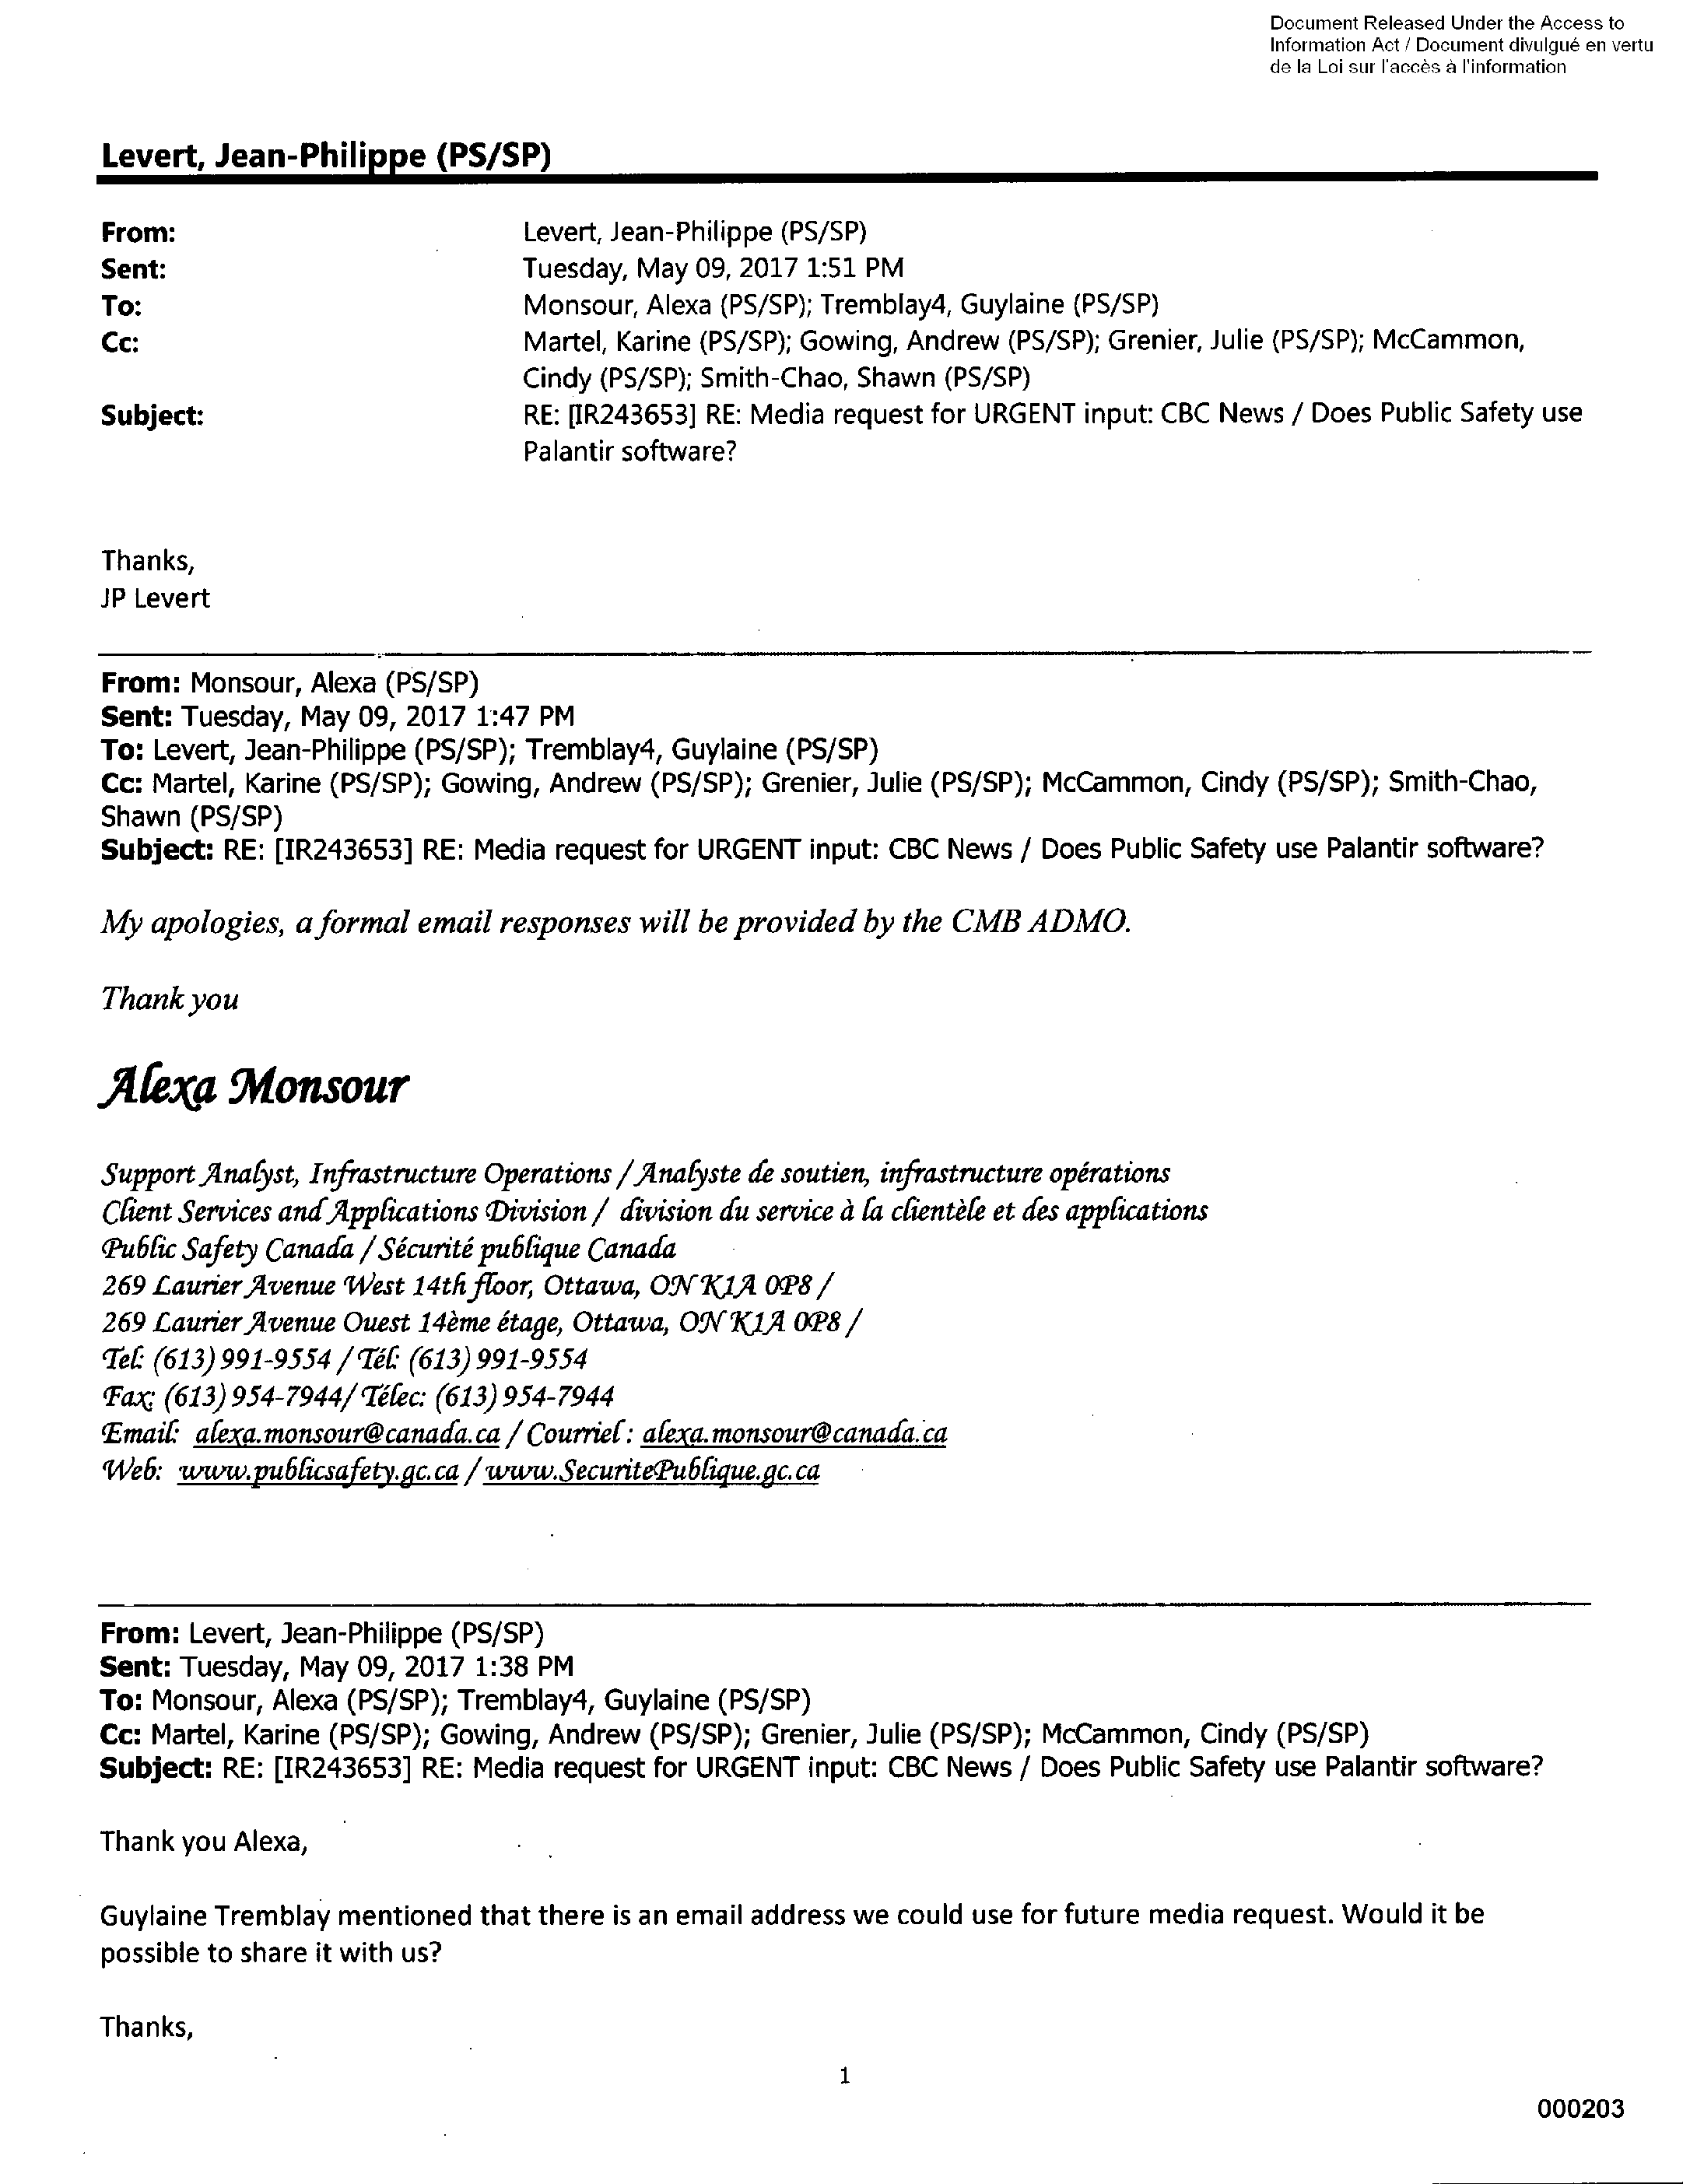 Document Released Under the Access to
Information Act / Document divulgué en vertu
de la Loi sur l'accès à l'information
Levert, Jean-Philippe (PS/SP)
From: Levert, Jean-Philippe (PS/SP)
Sent: Tuesday, May 09, 2017 1:51 PM
To: Monsour, Alexa (PS/SP); Tremblay4, Guylaine (PS/SP)
Cc: Martel, Karine (PS/SP); Gowing, Andrew (PS/SP); Grenier, Julie (PS/SP); McCammon,
Cindy (PS/SP); Smith-Chao, Shawn (PS/SP)
Subject: RE: [IR243653] RE: Media request for URGENT input: CBC News / Does Public Safety use
Palantir software?
Thanks,
JP Levert
From: Monsour, Alexa (PS/SP)
Sent: Tuesday, May 09, 2017 1:47 PM
To: Levert, Jean-Philippe (PS/SP); Tremblay4, Guylaine (PS/SP)
Cc: Martel, Karine (PS/SP); Gowing, Andrew (PS/SP); Grenier, Julie (PS/SP); McCammon, Cindy (PS/SP); Smith-Chao,
Shawn (PS/SP)
Subject: RE: [IR243653] RE: Media request for URGENT input: CBC News / Does Public Safety use Palantir software?
My apologies, a formal email responses will be provided by the CMB ADMO.
Thank you
Alexa Monsour
Support Analyst, Infrastructure Operations / Analyste de soutien, infrastructure opérations
Client Services and Applications Division / division du service à la clientèle et des applications
Public Safety Canada / Sécurité publique Canada
269 Laurier Avenue West 14th floor, Ottawa, ON K1A 0P8 /
269 Laurier Avenue Ouest 14ème étage, Ottawa, ON K1A 0P8 /
Tel: (613) 991-9554 / Tél: (613) 991-9554
Fax: (613) 954-7944/ Télec: (613) 954-7944
Email: alexa.monsour@canada.ca / Courriel : alexa.monsour@canada.ca
Web: www.publicsafety.gc.ca / www.SecuritePublique.gc.ca
From: Levert, Jean-Philippe (PS/SP)
Sent: Tuesday, May 09, 2017 1:38 PM
To: Monsour, Alexa (PS/SP); Tremblay4, Guylaine (PS/SP)
Cc: Martel, Karine (PS/SP); Gowing, Andrew (PS/SP); Grenier, Julie (PS/SP); McCammon, Cindy (PS/SP)
Subject: RE: [IR243653] RE: Media request for URGENT input: CBC News / Does Public Safety use Palantir software?
Thank you Alexa,
Guylaine Tremblay mentioned that there is an email address we could use for future media request. Would it be
possible to share it with us?
Thanks,
1
000203